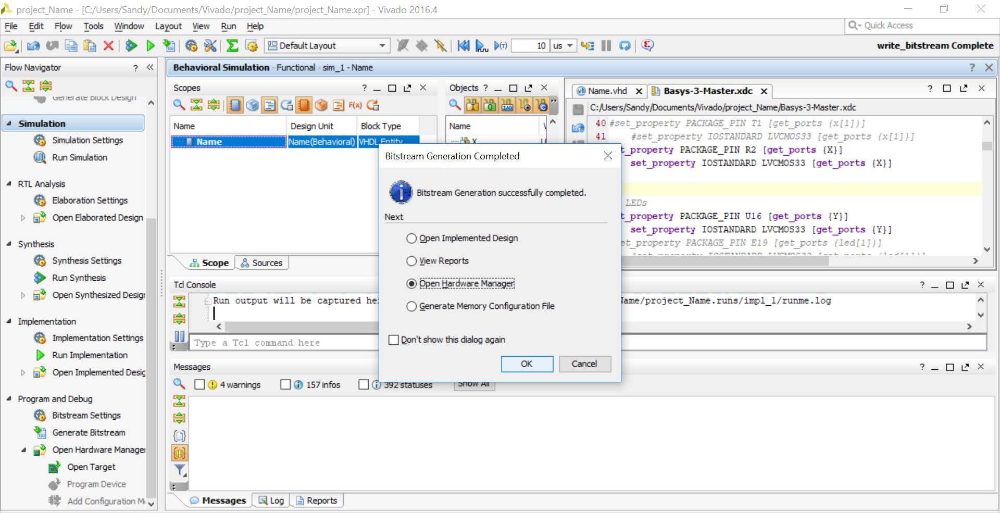 project_Name - [C:/Users/Sandy/Documents/Vivado/project_Name/project_Name.xpr] - Vivado 2016.4
File Edit Flow Tools Window Layout View Run Help
Quick Access
Default Layout
10 us
write_bitstream Complete
Flow Navigator
Generate Block Design
Simulation
Simulation Settings
Run Simulation
RTL Analysis
Elaboration Settings
Open Elaborated Design
Synthesis
Synthesis Settings
Run Synthesis
Open Synthesized Desigr
Implementation
Implementation Settings
Run Implementation
Open Implemented Desig
Program and Debug
Bitstream Settings
Generate Bitstream
Open Hardware Manager
Open Target
Program Device
Add Configuration Me
Behavioral Simulation - Functional - sim_1 - Name
Scopes
F(x)
Name Design Unit Block Type
Name Name(Behavioral) VHDL Entity
Scope Sources
Objects
Name
X
Name.vhd Basys-3-Master.xdc
C:/Users/Sandy/Documents/Vivado/project_Name/Basys-3-Master.xdc
40 #set_property PACKAGE_PIN T1 [get_ports {x[1]}]
41 #set_property IOSTANDARD LVCMOS33 [get_ports {x[1]}]
t_property PACKAGE_PIN R2 [get_ports {X}]
set_property IOSTANDARD LVCMOS33 [get_ports {X}]
LEDs
t_property PACKAGE_PIN U16 [get_ports {Y}]
set_property IOSTANDARD LVCMOS33 [get_ports {Y}]
et_property PACKAGE_PIN E19 [get_ports {led[1]}]
Bitstream Generation Completed
Bitstream Generation successfully completed.
Next
Open Implemented Design
View Reports
Open Hardware Manager
Generate Memory Configuration File
Don't show this dialog again
OK Cancel
Tcl Console
Run output will be captured he
Name/project_Name.runs/impl_1/runme.log
Type a Tcl command here
Messages
4 warnings 157 infos 392 statuses Show All
Messages Log Reports